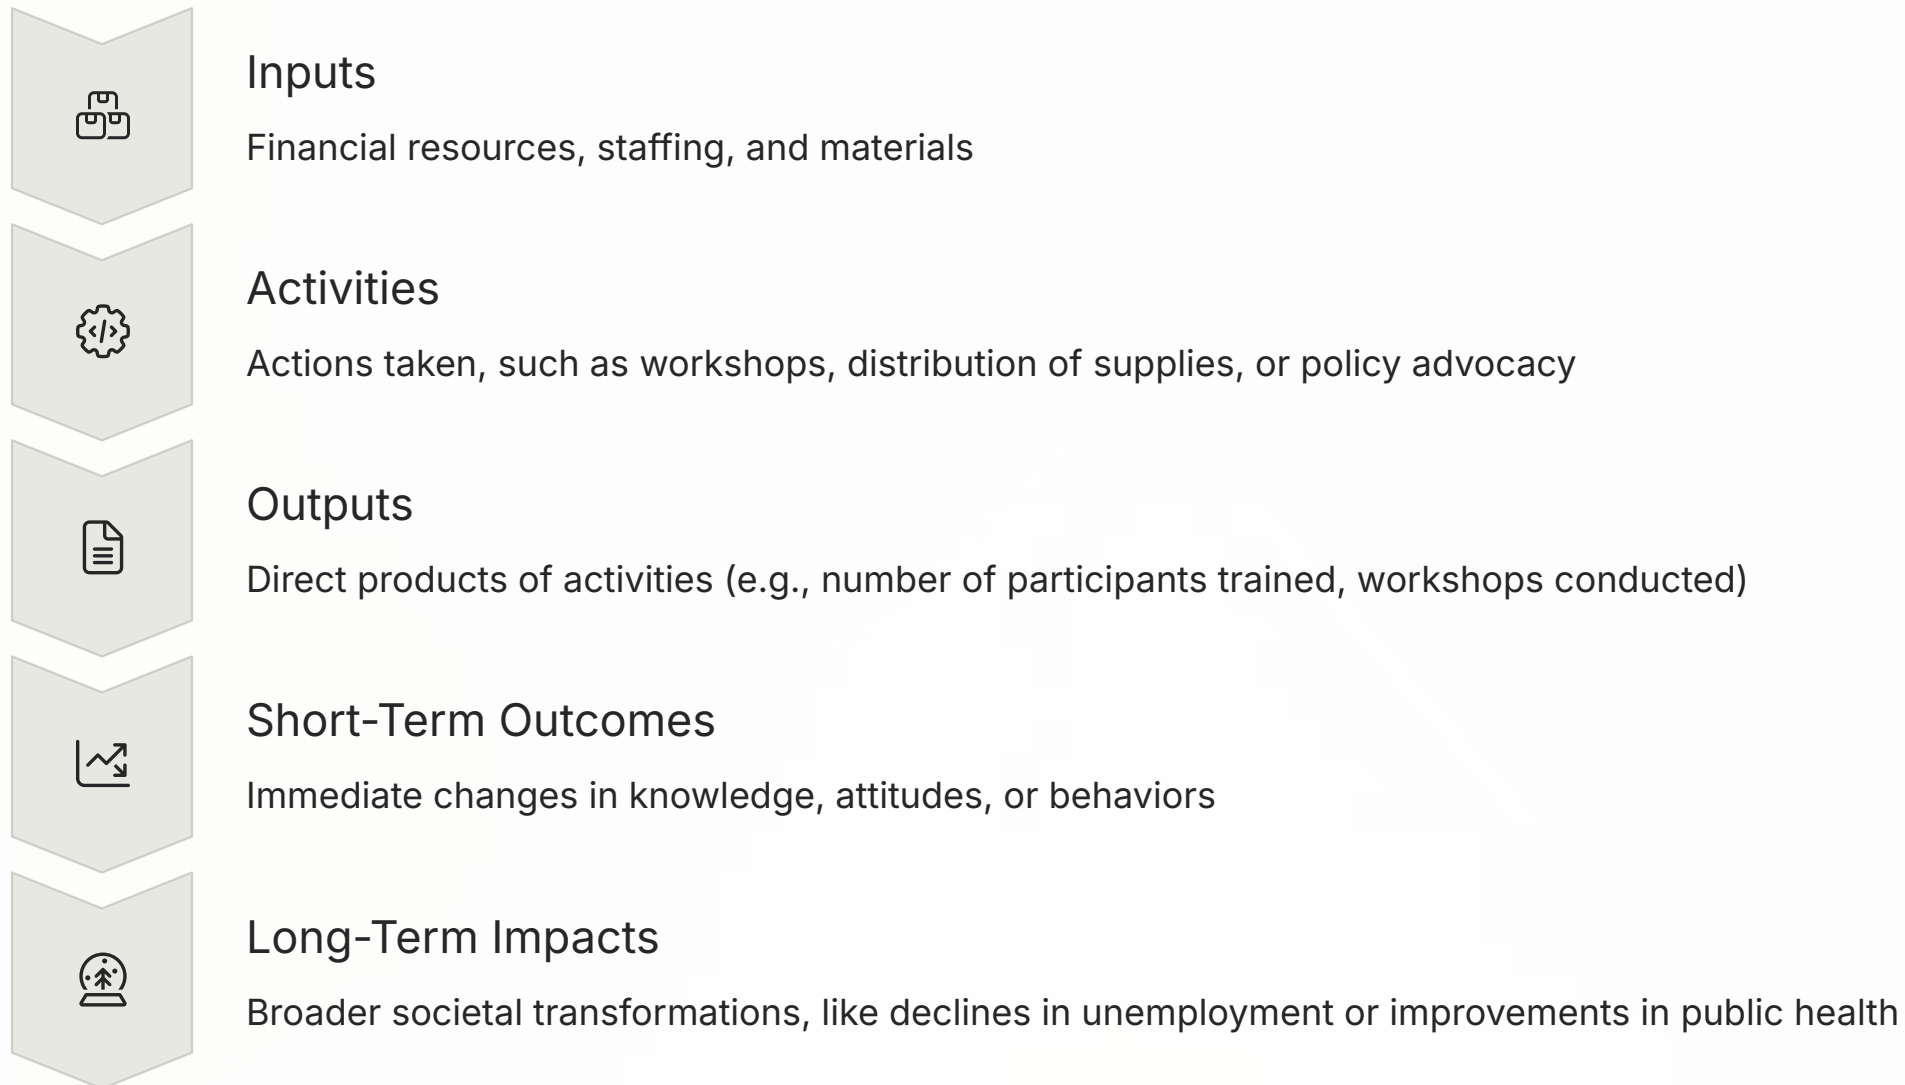 Inputs
Financial resources, staffing, and materials
Activities
Actions taken, such as workshops, distribution of supplies, or policy advocacy
Outputs
Direct products of activities (e.g., number of participants trained, workshops conducted)
Short-Term Outcomes
Immediate changes in knowledge, attitudes, or behaviors
Long-Term Impacts
Broader societal transformations, like declines in unemployment or improvements in public health